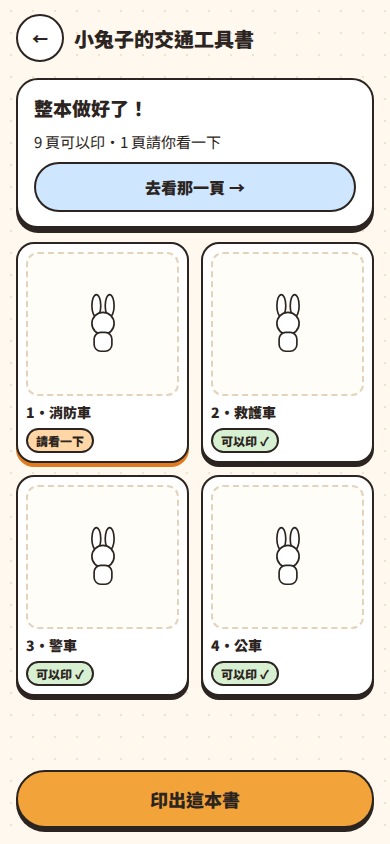 ← 小兔子的交通工具書
整本做好了！
9 頁可以印・1 頁請你看一下
去看那一頁 →
1・消防車
請看一下
2・救護車
可以印 ✓
3・警車
可以印 ✓
4・公車
可以印 ✓
印出這本書